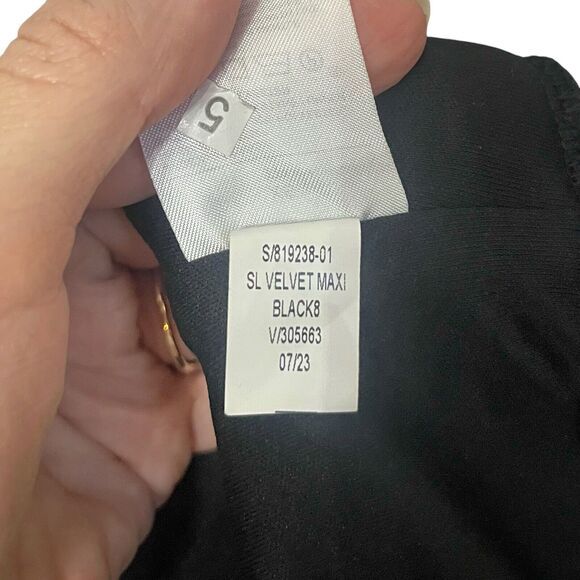 5
S/819238-01
SL VELVET MAXI
BLACK8
V/305663
07/23